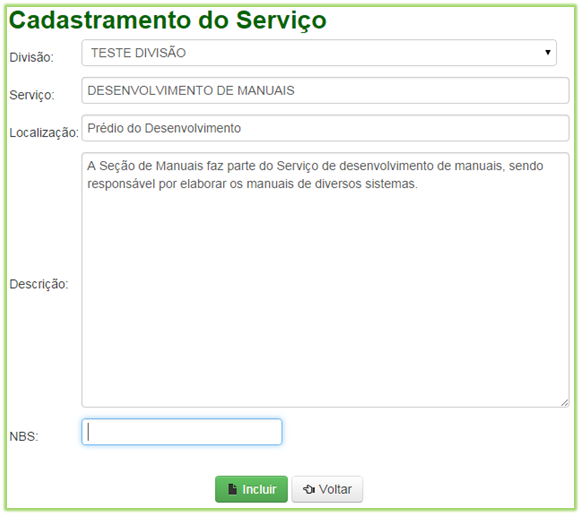 Cadastramento do Serviço
Divisão: TESTE DIVISÃO
Serviço: DESENVOLVIMENTO DE MANUAIS
Localização: Prédio do Desenvolvimento
A Seção de Manuais faz parte do Serviço de desenvolvimento de manuais, sendo
responsável por elaborar os manuais de diversos sistemas.
Descrição:
NBS:
Incluir Voltar